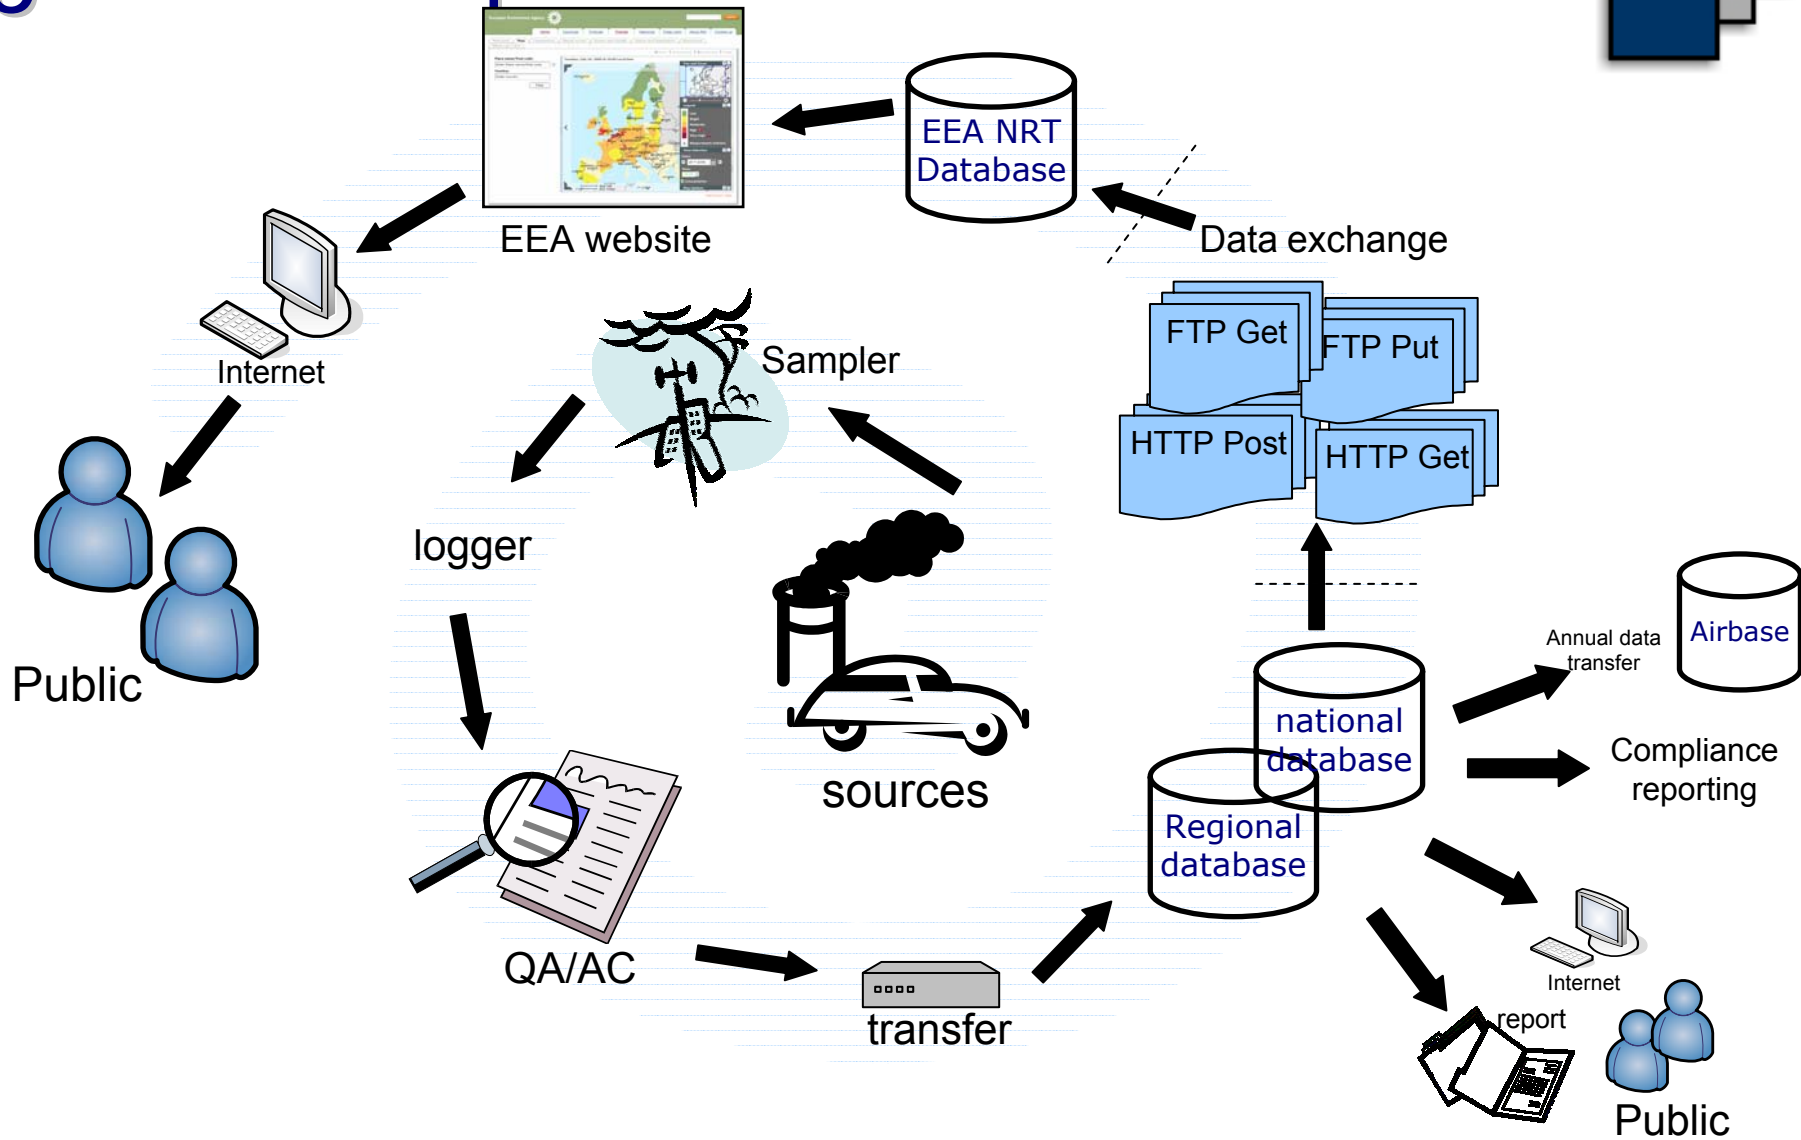 EEA NRT
Database
EEA website
Data exchange
Internet
Sampler
FTP Get
FTP Put
HTTP Post
HTTP Get
logger
Public
sources
Annual data
transfer
Airbase
national
database
Compliance
reporting
Regional
database
QA/AC
transfer
Internet
report
Public